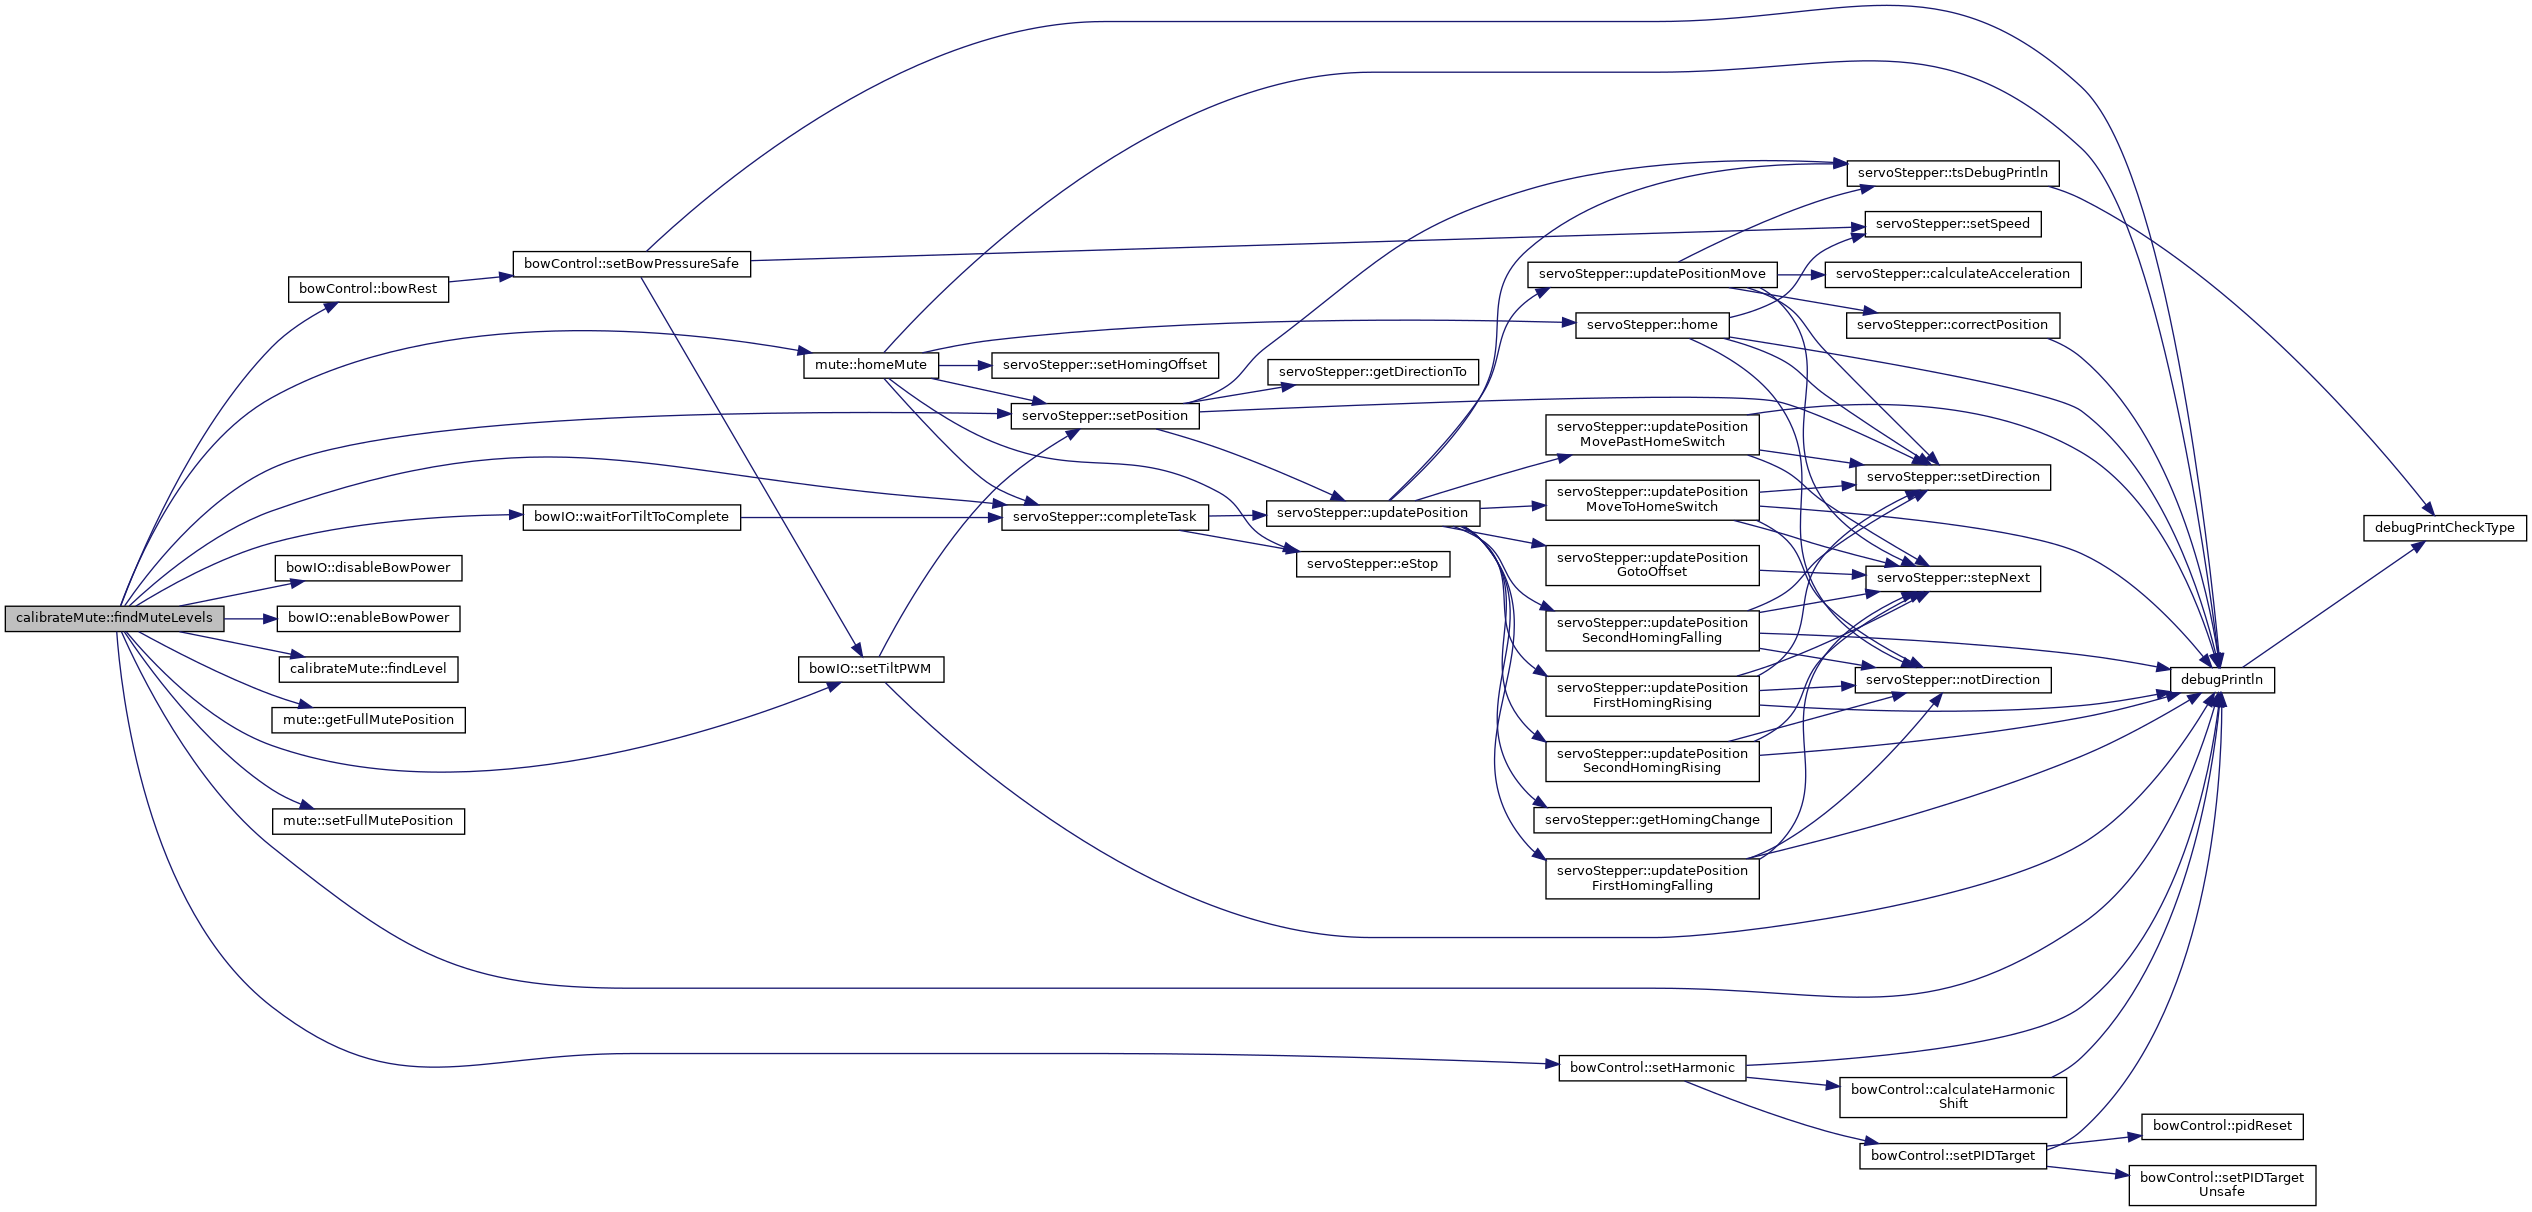 calibrateMute::findMuteLevels
bowControl::bowRest
bowIO::disableBowPower
bowIO::enableBowPower
calibrateMute::findLevel
mute::getFullMutePosition
mute::setFullMutePosition
bowControl::setBowPressureSafe
bowIO::waitForTiltToComplete
mute::homeMute
bowIO::setTiltPWM
servoStepper::setHomingOffset
servoStepper::setPosition
servoStepper::completeTask
servoStepper::getDirectionTo
servoStepper::updatePosition
servoStepper::eStop
servoStepper::updatePositionMove
servoStepper::home
servoStepper::updatePosition
MovePastHomeSwitch
servoStepper::updatePosition
MoveToHomeSwitch
servoStepper::updatePosition
GotoOffset
servoStepper::updatePosition
SecondHomingFalling
servoStepper::updatePosition
FirstHomingRising
servoStepper::updatePosition
SecondHomingRising
servoStepper::getHomingChange
servoStepper::updatePosition
FirstHomingFalling
bowControl::setHarmonic
servoStepper::tsDebugPrintln
servoStepper::setSpeed
servoStepper::calculateAcceleration
servoStepper::correctPosition
servoStepper::setDirection
servoStepper::stepNext
servoStepper::notDirection
bowControl::calculateHarmonic
Shift
bowControl::setPIDTarget
debugPrintln
bowControl::pidReset
bowControl::setPIDTarget
Unsafe
debugPrintCheckType